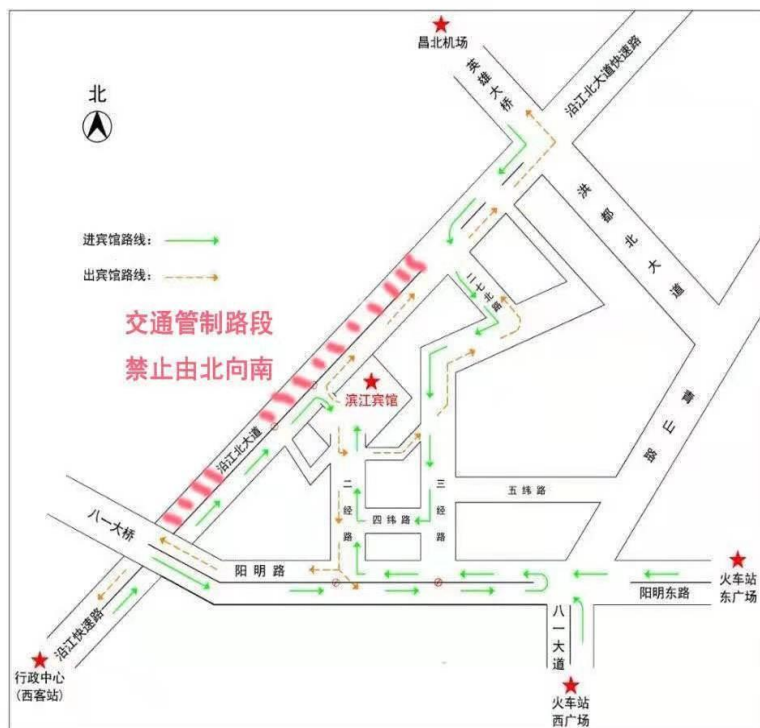 昌北机场
英雄大桥
沿江北大道快速路
北
洪都北大道
进宾馆路线：
出宾馆路线：
二七北路
交通管制路段
禁止由北向南
滨江宾馆
青山路
沿江北大道
二经路
三经路
五纬路
四纬路
八一大桥
阳明路
火车站
东广场
阳明东路
沿江快速路
八一大道
行政中心
(西客站)
火车站
西广场